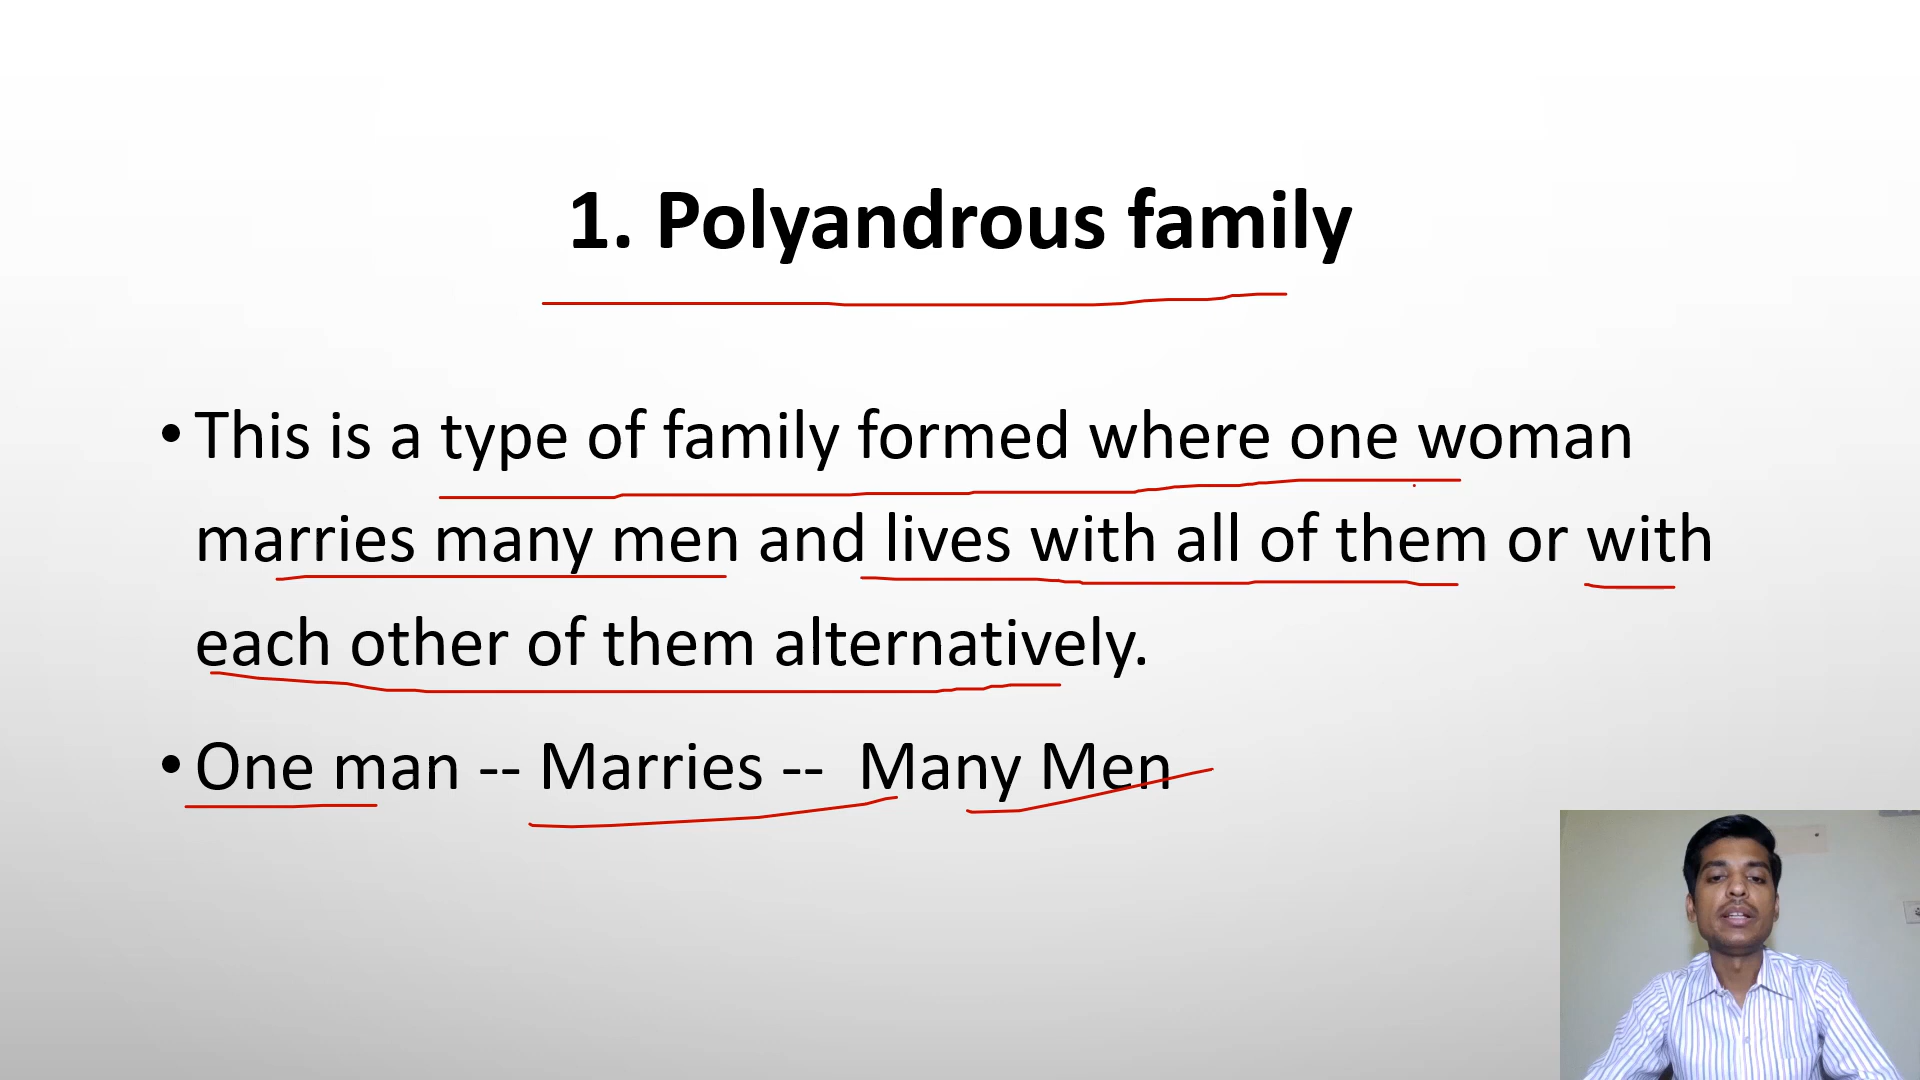 1. Polyandrous family
• This is a type of family formed where one woman
marries many men and lives with all of them or with
each other of them alternatively.
• One man -- Marries --  Many Men